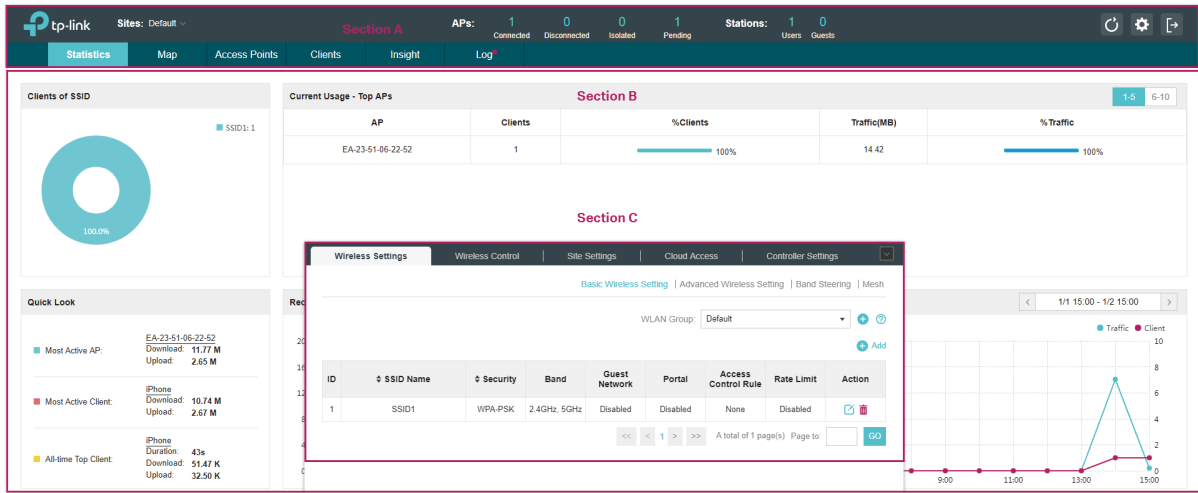 tp-link
Sites: Default
Section A
APs: 1 0 0 1 Stations: 1 0
Connected Disconnected Isolated Pending Users Guests
Statistics Map Access Points Clients Insight Log
Clients of SSID
SSID1: 1
100.0%
Current Usage - Top APs
Section B
1-5 6-10
AP Clients %Clients Traffic(MB) %Traffic
EA-23-51-06-22-52 1 100% 14.42 100%
Section C
Wireless Settings Wireless Control | Site Settings | Cloud Access | Controller Settings
Basic Wireless Setting | Advanced Wireless Setting | Band Steering | Mesh
WLAN Group: Default
Add
ID SSID Name Security Band Guest Network Portal Access Control Rule Rate Limit Action
1 SSID1 WPA-PSK 2.4GHz, 5GHz Disabled Disabled None Disabled
<< < 1 > >> A total of 1 page(s) Page to: GO
Quick Look
Most Active AP:
EA-23-51-06-22-52
Download: 11.77 M
Upload: 2.65 M
Most Active Client:
iPhone
Download: 10.74 M
Upload: 2.67 M
All-time Top Client:
iPhone
Duration: 43s
Download: 51.47 K
Upload: 32.50 K
< 1/1 15:00 - 1/2 15:00 >
Traffic Client
10
8
6
4
2
0
9:00 11:00 13:00 15:00